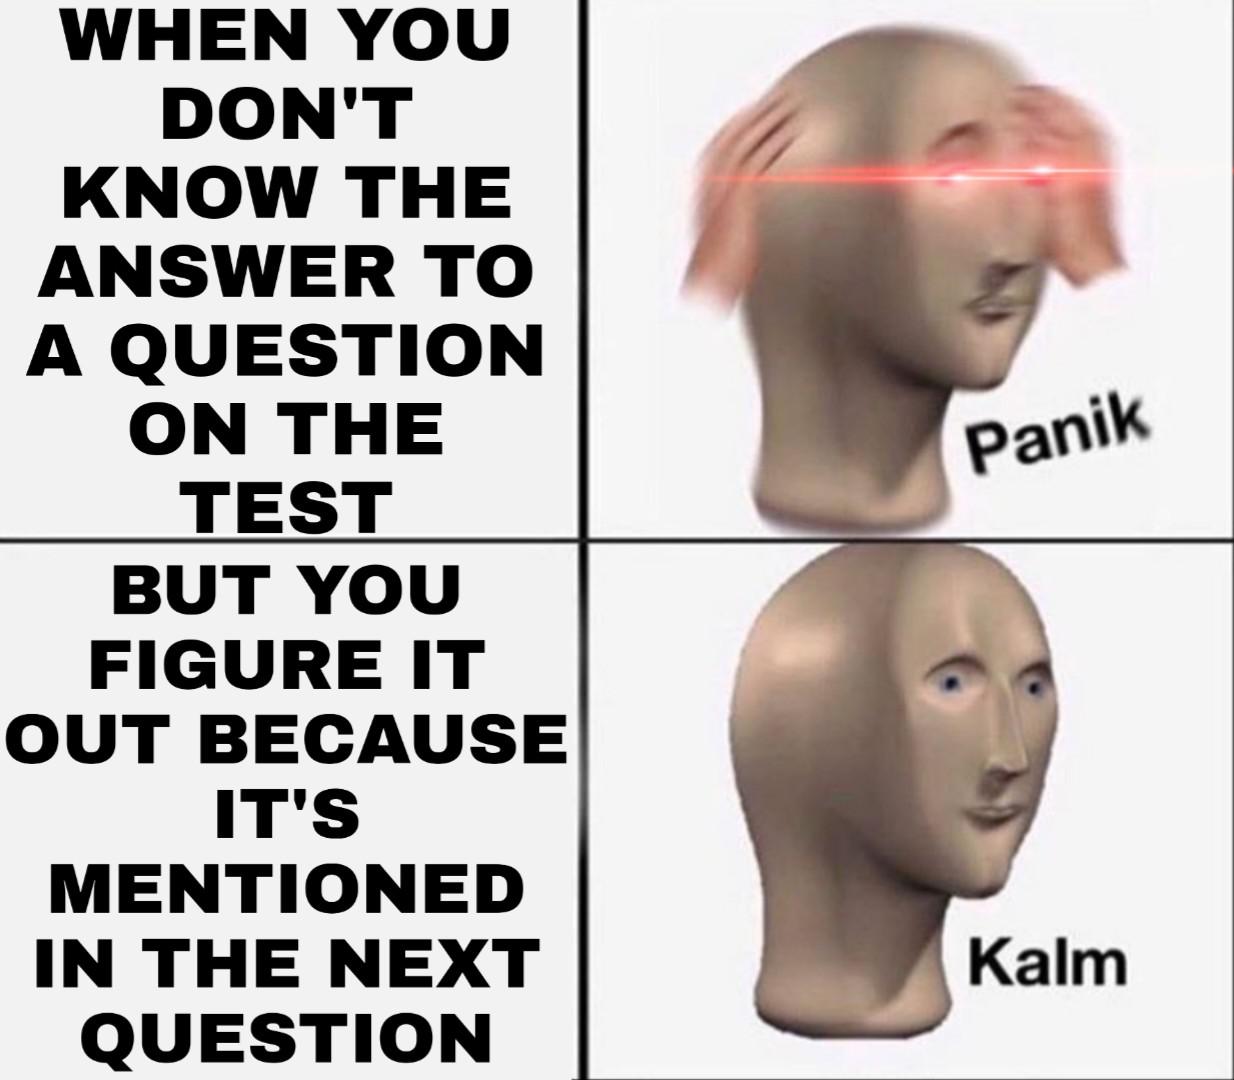 WHEN YOU
DON'T
KNOW THE
ANSWER TO
A QUESTION
ON THE
TEST
Panik
BUT YOU
FIGURE IT
OUT BECAUSE
IT'S
MENTIONED
IN THE NEXT
QUESTION
Kalm